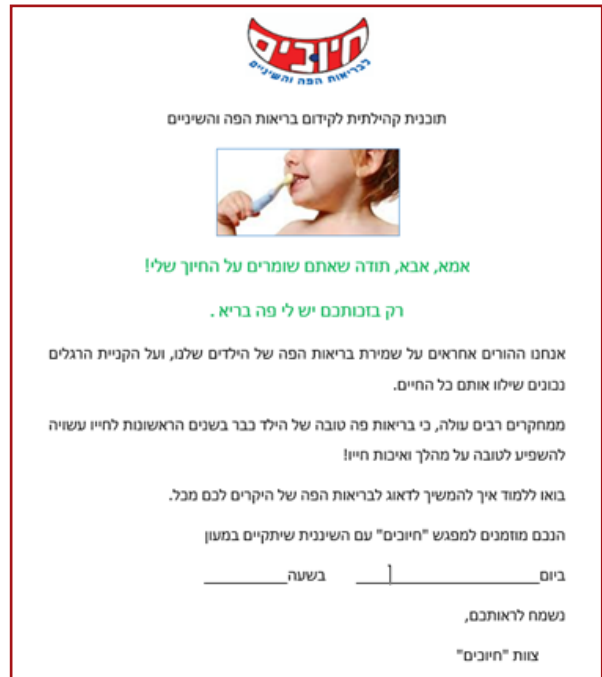 חיוכים
לבריאות הפה והשיניים
תוכנית קהילתית לקידום בריאות הפה והשיניים
אמא, אבא, תודה שאתם שומרים על החיוך שלי!
רק בזכותכם יש לי פה בריא .
אנחנו ההורים אחראים על שמירת בריאות הפה של הילדים שלנו, ועל הקניית הרגלים
נכונים שילוו אותם כל החיים.
ממחקרים רבים עולה, כי בריאות פה טובה של הילד כבר בשנים הראשונות לחייו עשויה
להשפיע לטובה על מהלך ואיכות חייו!
בואו ללמוד איך להמשיך לדאוג לבריאות הפה של היקרים לכם מכל.
הנכם מוזמנים למפגש "חיוכים" עם השיננית שיתקיים במעון
ביום____________________ בשעה__________
נשמח לראותכם,
צוות "חיוכים"